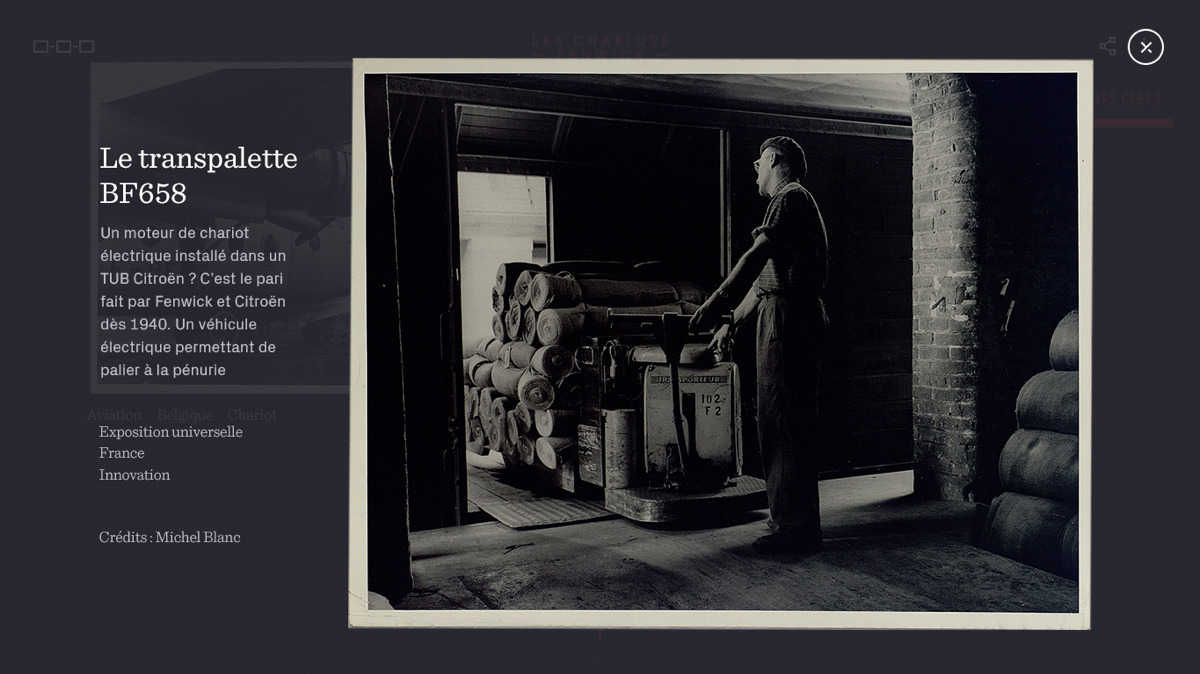 LES CHARIOTS
FENWICK
Le transpalette
BF658
Un moteur de chariot
électrique installé dans un
TUB Citroën ? C'est le pari
fait par Fenwick et Citroën
dès 1940. Un véhicule
électrique permettant de
palier à la pénurie
Aviation Belgique Chariot
Exposition universelle
France
Innovation
Crédits : Michel Blanc
TRANSPORTEUR
102
F 2
CLEFS